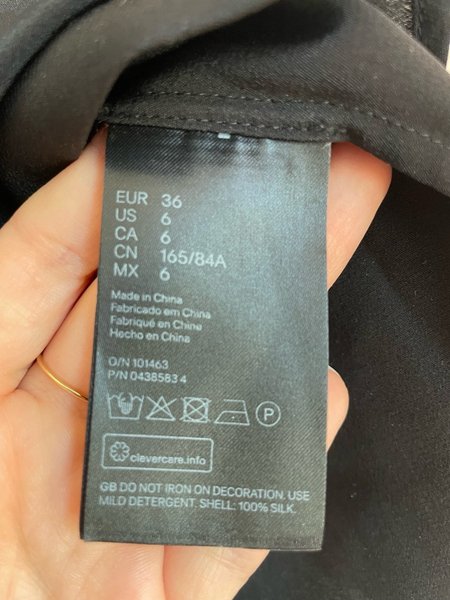 EUR 36
US 6
CA 6
CN 165/84A
MX 6
Made in China
Fabricado em China
Fabriqué en Chine
Hecho en China
O/N 101463
P/N 0438583 4
P
clevercare.info
GB DO NOT IRON ON DECORATION. USE
MILD DETERGENT. SHELL: 100% SILK.